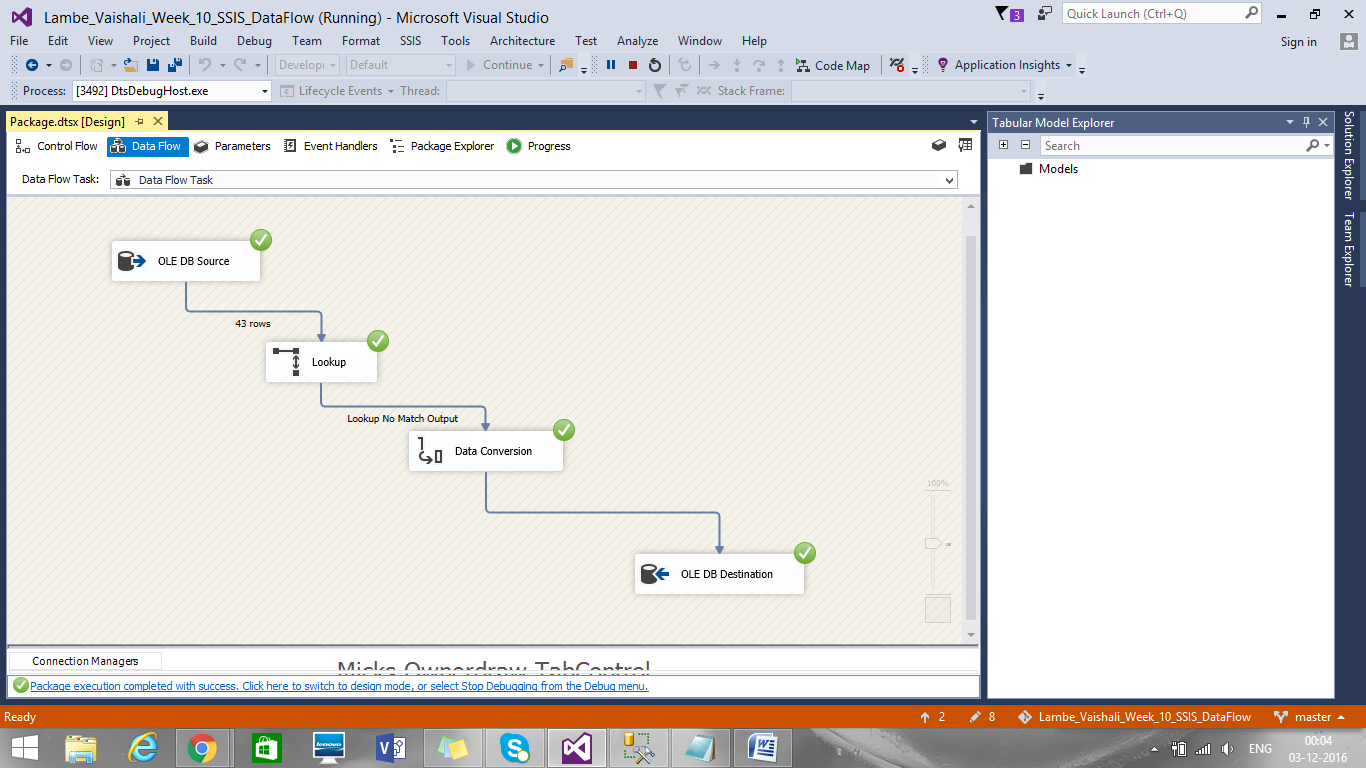 Lambe_Vaishali_Week_10_SSIS_DataFlow (Running) - Microsoft Visual Studio
3
Quick Launch (Ctrl+Q)
File Edit View Project Build Debug Team Format SSIS Tools Architecture Test Analyze Window Help
Sign in
Develop Default Continue Code Map Application Insights
Process: [3492] DtsDebugHost.exe Lifecycle Events Thread: Stack Frame:
Package.dtsx [Design]
Control Flow Data Flow Parameters Event Handlers Package Explorer Progress
Data Flow Task: Data Flow Task
OLE DB Source
43 rows
Lookup
Lookup No Match Output
Data Conversion
OLE DB Destination
100%
Connection Managers
Micks Ownerdraw TabControl
Package execution completed with success. Click here to switch to design mode, or select Stop Debugging from the Debug menu.
Tabular Model Explorer
Search
Models
Solution Explorer
Team Explorer
Ready
2 8 Lambe_Vaishali_Week_10_SSIS_DataFlow master
lenovo
ENG
00:04
03-12-2016